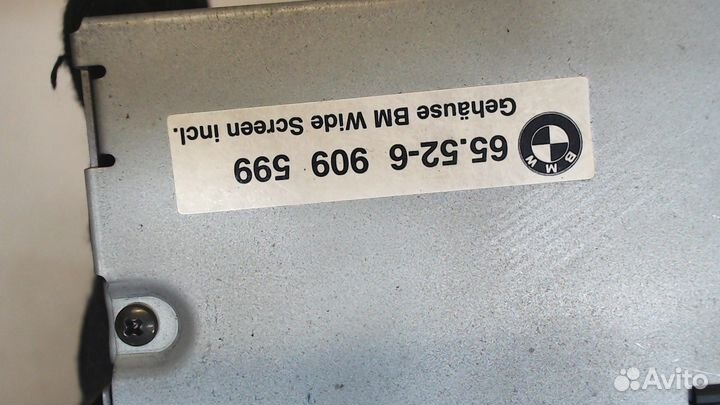 BMW
65.52-6 909 599
Gehäuse BM Wide Screen incl.
Avito